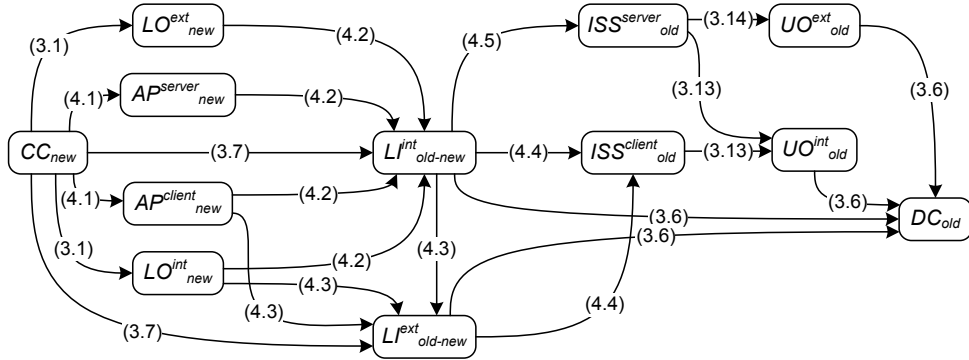 LO^ext_new
(3.1)
(4.2)
ISS^server_old
(3.14)
UO^ext_old
(4.5)
AP^server_new
(4.1)
(4.2)
(3.13)
(3.6)
CC_new
(3.7)
LI^int_old-new
(4.4)
ISS^client_old
(3.13)
UO^int_old
(4.1)
AP^client_new
(4.2)
(3.6)
(3.6)
DC_old
(3.1)
(3.6)
(4.3)
LO^int_new
(4.2)
(4.3)
(4.3)
(4.4)
(3.7)
LI^ext_old-new